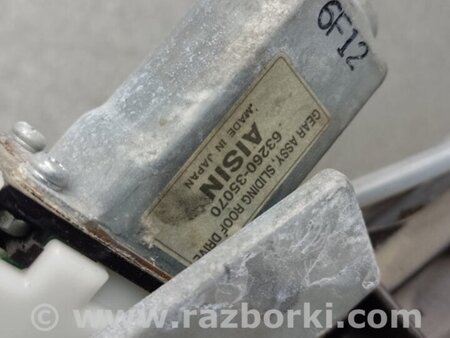 6F12
GEAR ASSY, SLIDING ROOF DRIVE
63260-35070
AISIN
MADE IN JAPAN
© www.razborki.com